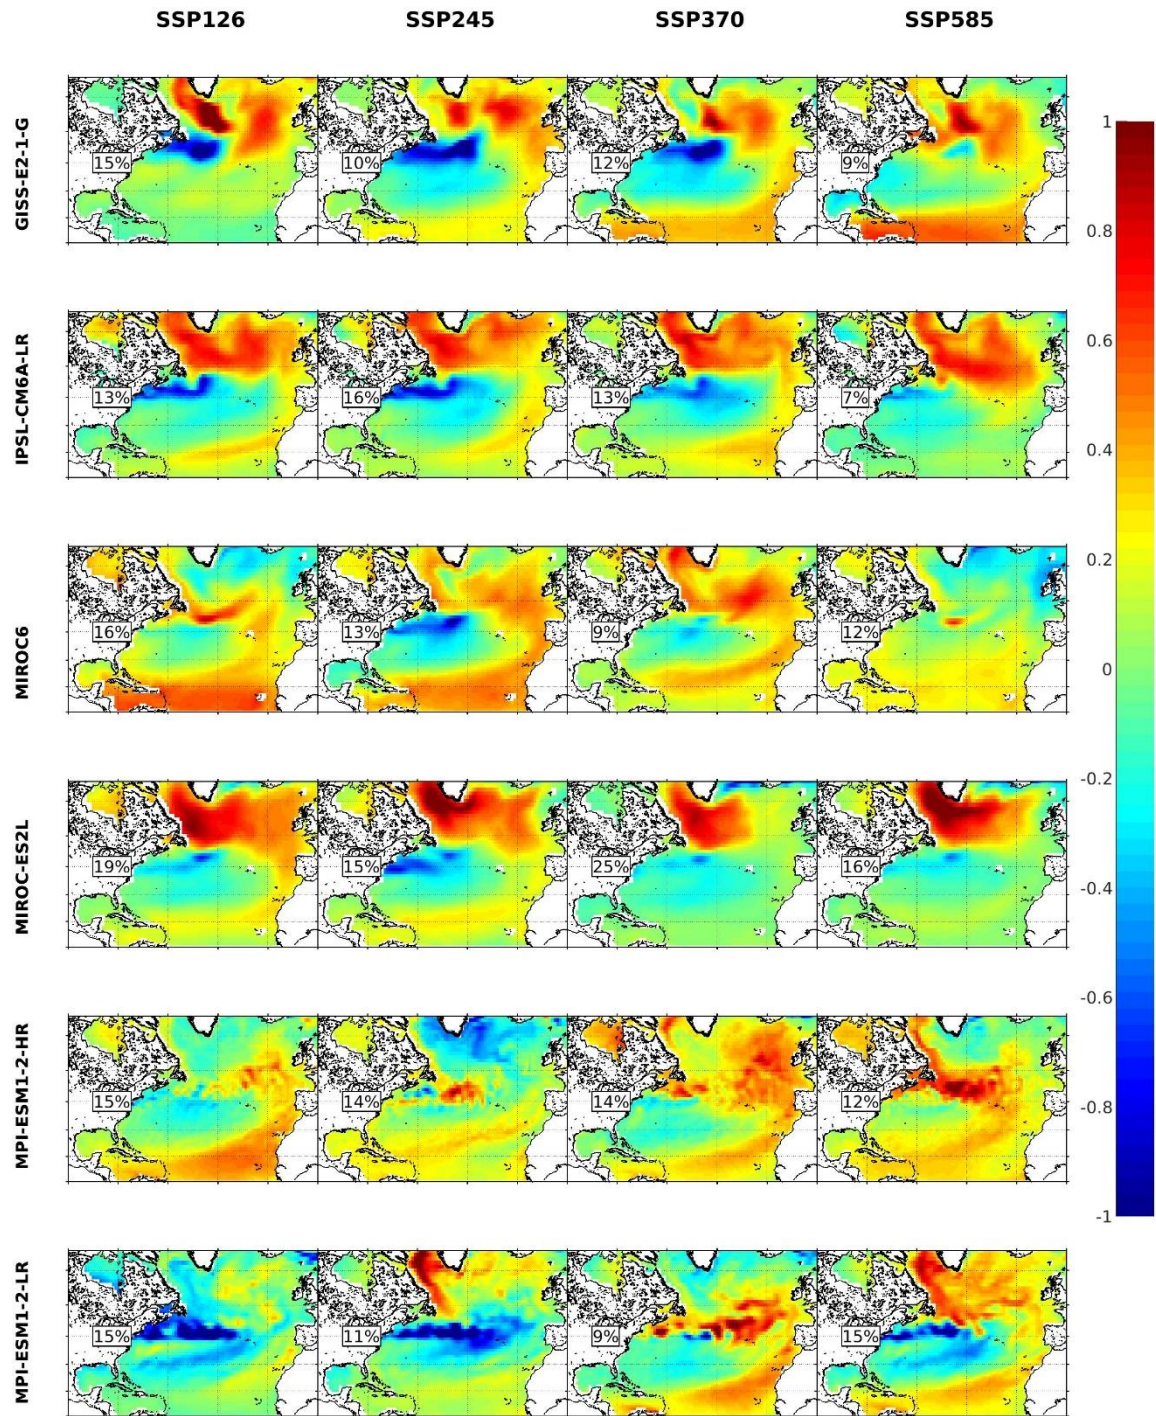 SSP126 SSP245 SSP370 SSP585
GISS-E2-1-G
15% 10% 12% 9%
IPSL-CM6A-LR
13% 16% 13% 7%
MIROC6
16% 13% 9% 12%
MIROC-ES2L
19% 15% 25% 16%
MPI-ESM1-2-HR
15% 14% 14% 12%
MPI-ESM1-2-LR
15% 11% 9% 15%
1
0.8
0.6
0.4
0.2
0
-0.2
-0.4
-0.6
-0.8
-1